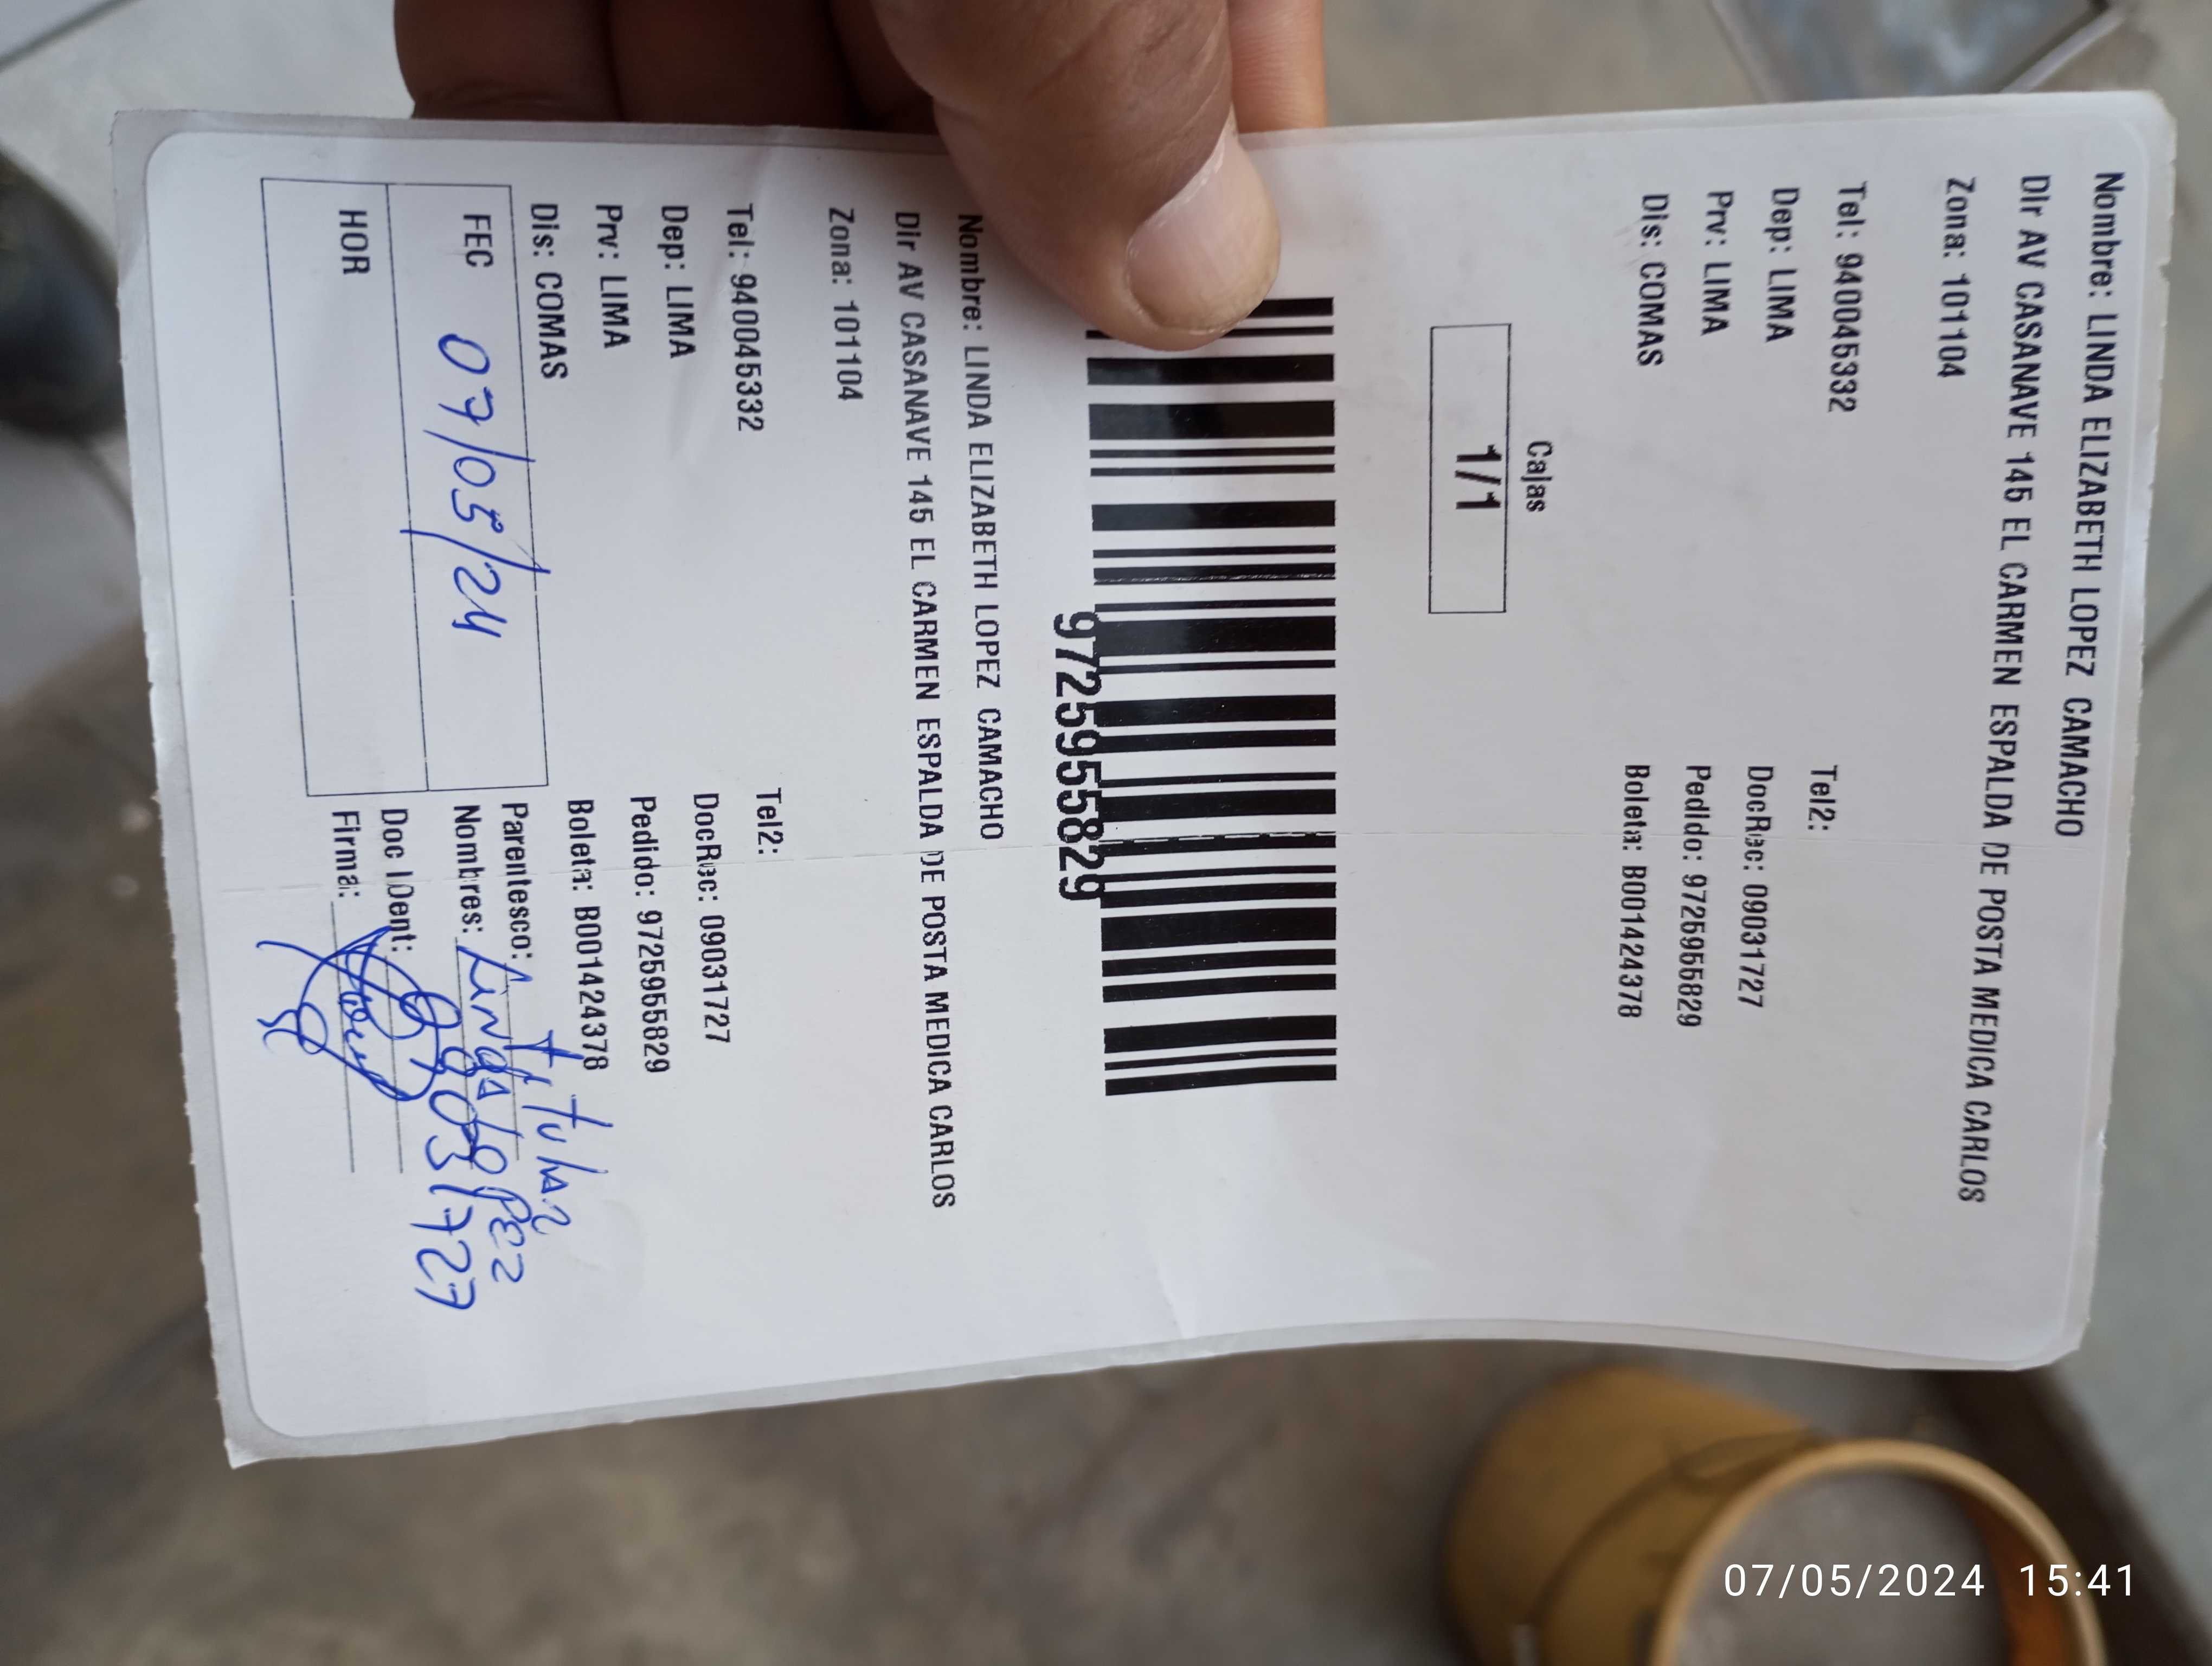 Nombre: LINDA ELIZABETH LOPEZ CAMACHO
Dir AV CASANAVE 145 EL CARMEN ESPALDA DE POSTA MEDICA CARLOS
Zona: 101104
Tel: 940045332 Tel2:
Dep: LIMA DocRec: 09031727
Prv: LIMA Pedido: 9725955829
Dis: COMAS Boleta: B001424378
Cajas
1/1
9725955829
Nombre: LINDA ELIZABETH LOPEZ CAMACHO
Dir AV CASANAVE 145 EL CARMEN ESPALDA DE POSTA MEDICA CARLOS
Zona: 101104
Tel: 940045332 Tel2:
Dep: LIMA DocRec: 09031727
Prv: LIMA Pedido: 9725955829
Dis: COMAS Boleta: B001424378
FEC 07/05/24 Parentesco: titular
Nombres: Linda Lopez
HOR Doc IDent: 09031727
Firma:
07/05/2024 15:41